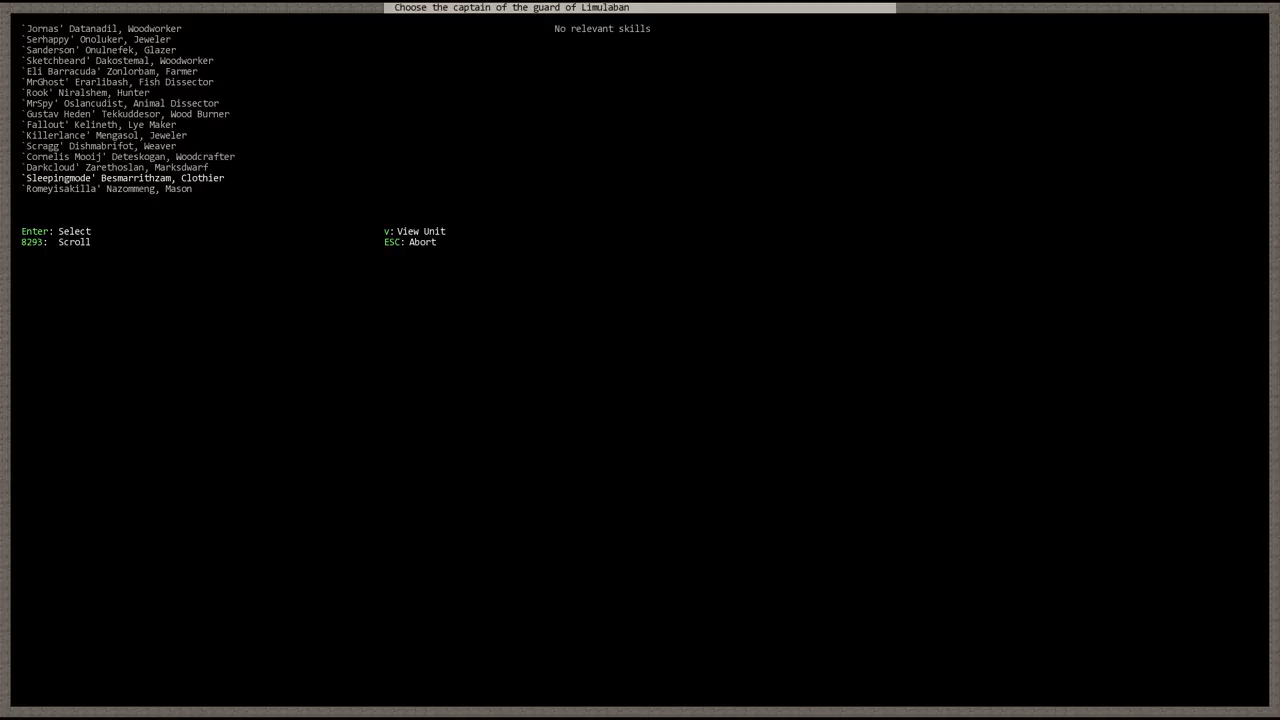 Choose the captain of the guard of Limulaban
`Jornas' Datanadil, Woodworker No relevant skills
`Serhappy' Onoluker, Jeweler
`Sanderson' Onulnefek, Glazer
`Sketchbeard' Dakostemal, Woodworker
`Eli Barracuda' Zonlorbam, Farmer
`MrGhost' Erarlibash, Fish Dissector
`Rook' Niralshem, Hunter
`MrSpy' Oslancudist, Animal Dissector
`Gustav Heden' Tekkuddesor, Wood Burner
`Fallout' Kelineth, Lye Maker
`Killerlance' Mengasol, Jeweler
`Scragg' Dishmabrifot, Weaver
`Cornelis Mooij' Deteskogan, Woodcrafter
`Darkcloud' Zarethoslan, Marksdwarf
`Sleepingmode' Besmarrithzam, Clothier
`Romeyisakilla' Nazommeng, Mason
Enter: Select v: View Unit
8293: Scroll ESC: Abort